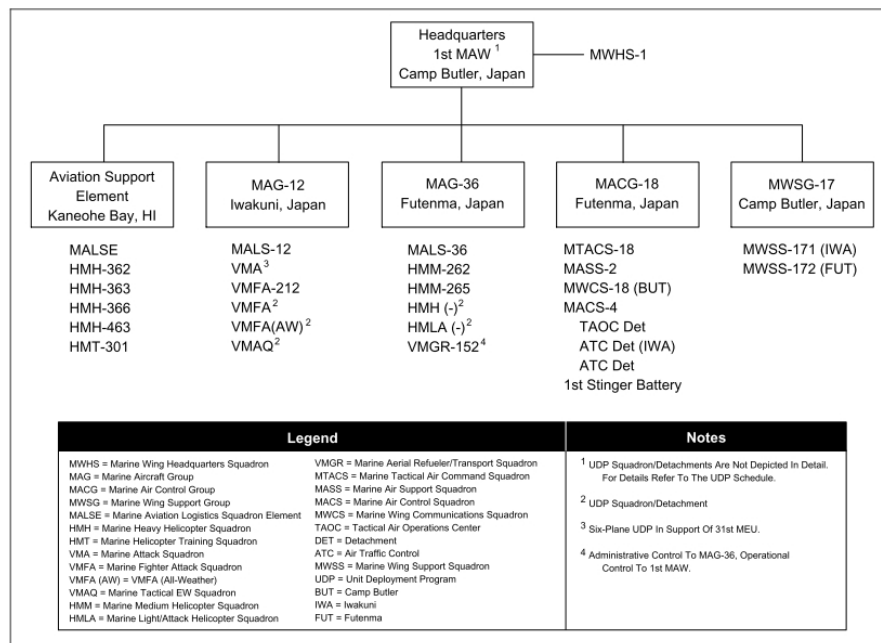 Headquarters
1st MAW 1
Camp Butler, Japan
MWHS-1
Aviation Support
Element
Kaneohe Bay, HI
MALSE
HMH-362
HMH-363
HMH-366
HMH-463
HMT-301
MAG-12
Iwakuni, Japan
MALS-12
VMA3
VMFA-212
VMFA2
VMFA(AW)2
VMAQ2
MAG-36
Futenma, Japan
MALS-36
HMM-262
HMM-265
HMH (-)2
HMLA (-)2
VMGR-1524
MACG-18
Futenma, Japan
MTACS-18
MASS-2
MWCS-18 (BUT)
MACS-4
TAOC Det
ATC Det (IWA)
ATC Det
1st Stinger Battery
MWSG-17
Camp Butler, Japan
MWSS-171 (IWA)
MWSS-172 (FUT)
Legend
MWHS = Marine Wing Headquarters Squadron
MAG = Marine Aircraft Group
MACG = Marine Air Control Group
MWSG = Marine Wing Support Group
MALSE = Marine Aviation Logistics Squadron Element
HMH = Marine Heavy Helicopter Squadron
HMT = Marine Helicopter Training Squadron
VMA = Marine Attack Squadron
VMFA = Marine Fighter Attack Squadron
VMFA (AW) = VMFA (All-Weather)
VMAQ = Marine Tactical EW Squadron
HMM = Marine Medium Helicopter Squadron
HMLA = Marine Light/Attack Helicopter Squadron
VMGR = Marine Aerial Refueler/Transport Squadron
MTACS = Marine Tactical Air Command Squadron
MASS = Marine Air Support Squadron
MACS = Marine Air Control Squadron
MWCS = Marine Wing Communications Squadron
TAOC = Tactical Air Operations Center
DET = Detachment
ATC = Air Traffic Control
MWSS = Marine Wing Support Squadron
UDP = Unit Deployment Program
BUT = Camp Butler
IWA = Iwakuni
FUT = Futenma
Notes
1 UDP Squadron/Detachments Are Not Depicted In Detail.
For Details Refer To The UDP Schedule.
2 UDP Squadron/Detachment
3 Six-Plane UDP In Support Of 31st MEU.
4 Administrative Control To MAG-36, Operational
Control To 1st MAW.